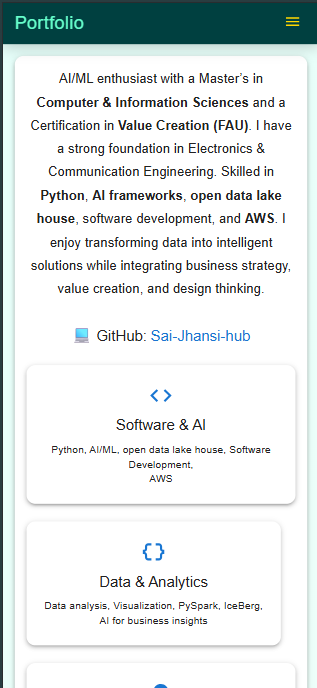 Portfolio
AI/ML enthusiast with a Master’s in
Computer & Information Sciences and a
Certification in Value Creation (FAU). I have
a strong foundation in Electronics &
Communication Engineering. Skilled in
Python, AI frameworks, open data lake
house, software development, and AWS. I
enjoy transforming data into intelligent
solutions while integrating business strategy,
value creation, and design thinking.
GitHub: Sai-Jhansi-hub
Software & AI
Python, AI/ML, open data lake house, Software
Development,
AWS
Data & Analytics
Data analysis, Visualization, PySpark, IceBerg,
AI for business insights